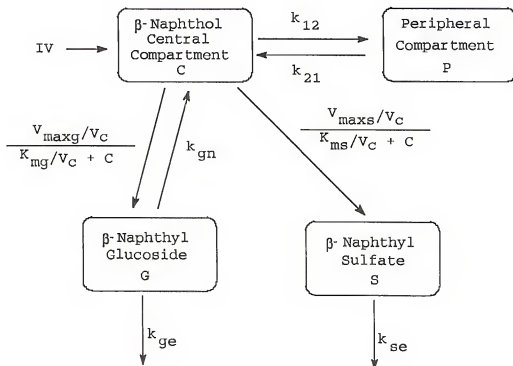 β-Naphthol
Central
Compartment
C
IV
k12
k21
Peripheral
Compartment
P
Vmaxg/VC
Kmg/VC + C
kgn
Vmaxs/VC
Kms/VC + C
β-Naphthyl
Glucoside
G
β-Naphthyl
Sulfate
S
kge
kse